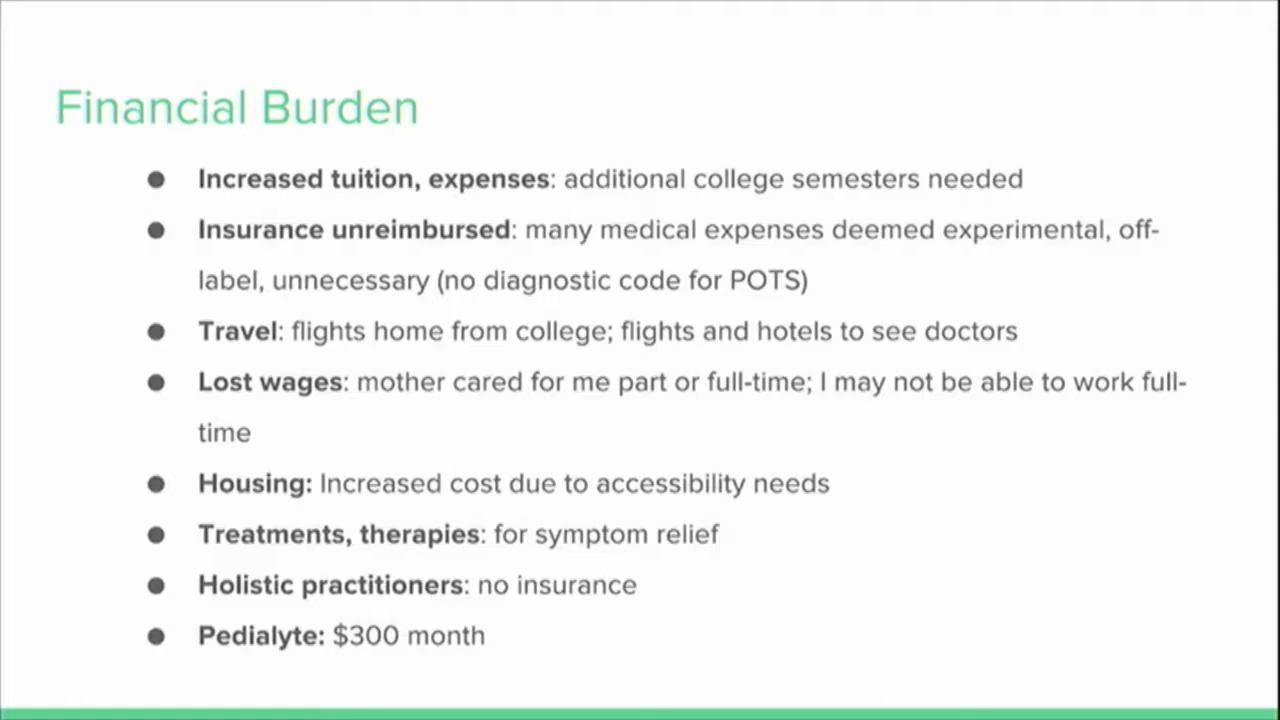 Financial Burden
● Increased tuition, expenses: additional college semesters needed
● Insurance unreimbursed: many medical expenses deemed experimental, off-
label, unnecessary (no diagnostic code for POTS)
● Travel: flights home from college; flights and hotels to see doctors
● Lost wages: mother cared for me part or full-time; I may not be able to work full-
time
● Housing: Increased cost due to accessibility needs
● Treatments, therapies: for symptom relief
● Holistic practitioners: no insurance
● Pedialyte: $300 month